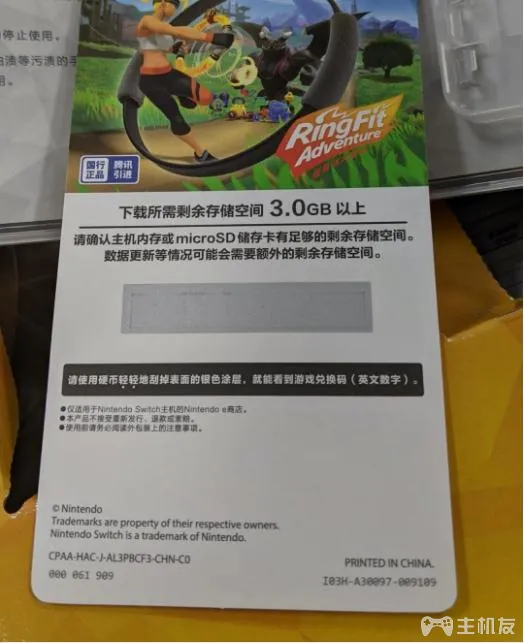 停止使用。
油渍等污渍的手
用。
RingFit
Adventure
国行
正品
腾讯
引进
下载所需剩余存储空间 3.0GB 以上
请确认主机内存或microSD储存卡有足够的剩余存储空间。
数据更新等情况可能会需要额外的剩余存储空间。
请使用硬币轻轻地刮掉表面的银色涂层，就能看到游戏兑换码（英文数字）。
●仅适用于Nintendo Switch主机的Nintendo e商店。
●本产品不接受重新发行、退款或索赔。
●使用前请务必阅读外包装上的注意事项。
© Nintendo
Trademarks are property of their respective owners.
Nintendo Switch is a trademark of Nintendo.
CPAA-HAC-J-AL3PBCF3-CHN-C0
PRINTED IN CHINA.
000 061 909
I03H-A30097-009109
主机友